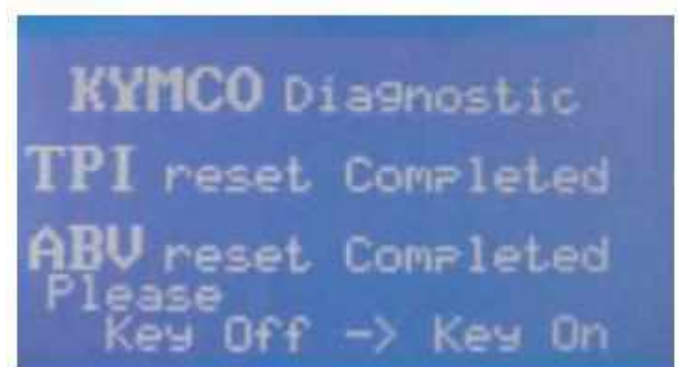 KYMCO Diagnostic
TPI reset Completed
ABV reset Completed
Please
Key Off -> Key On